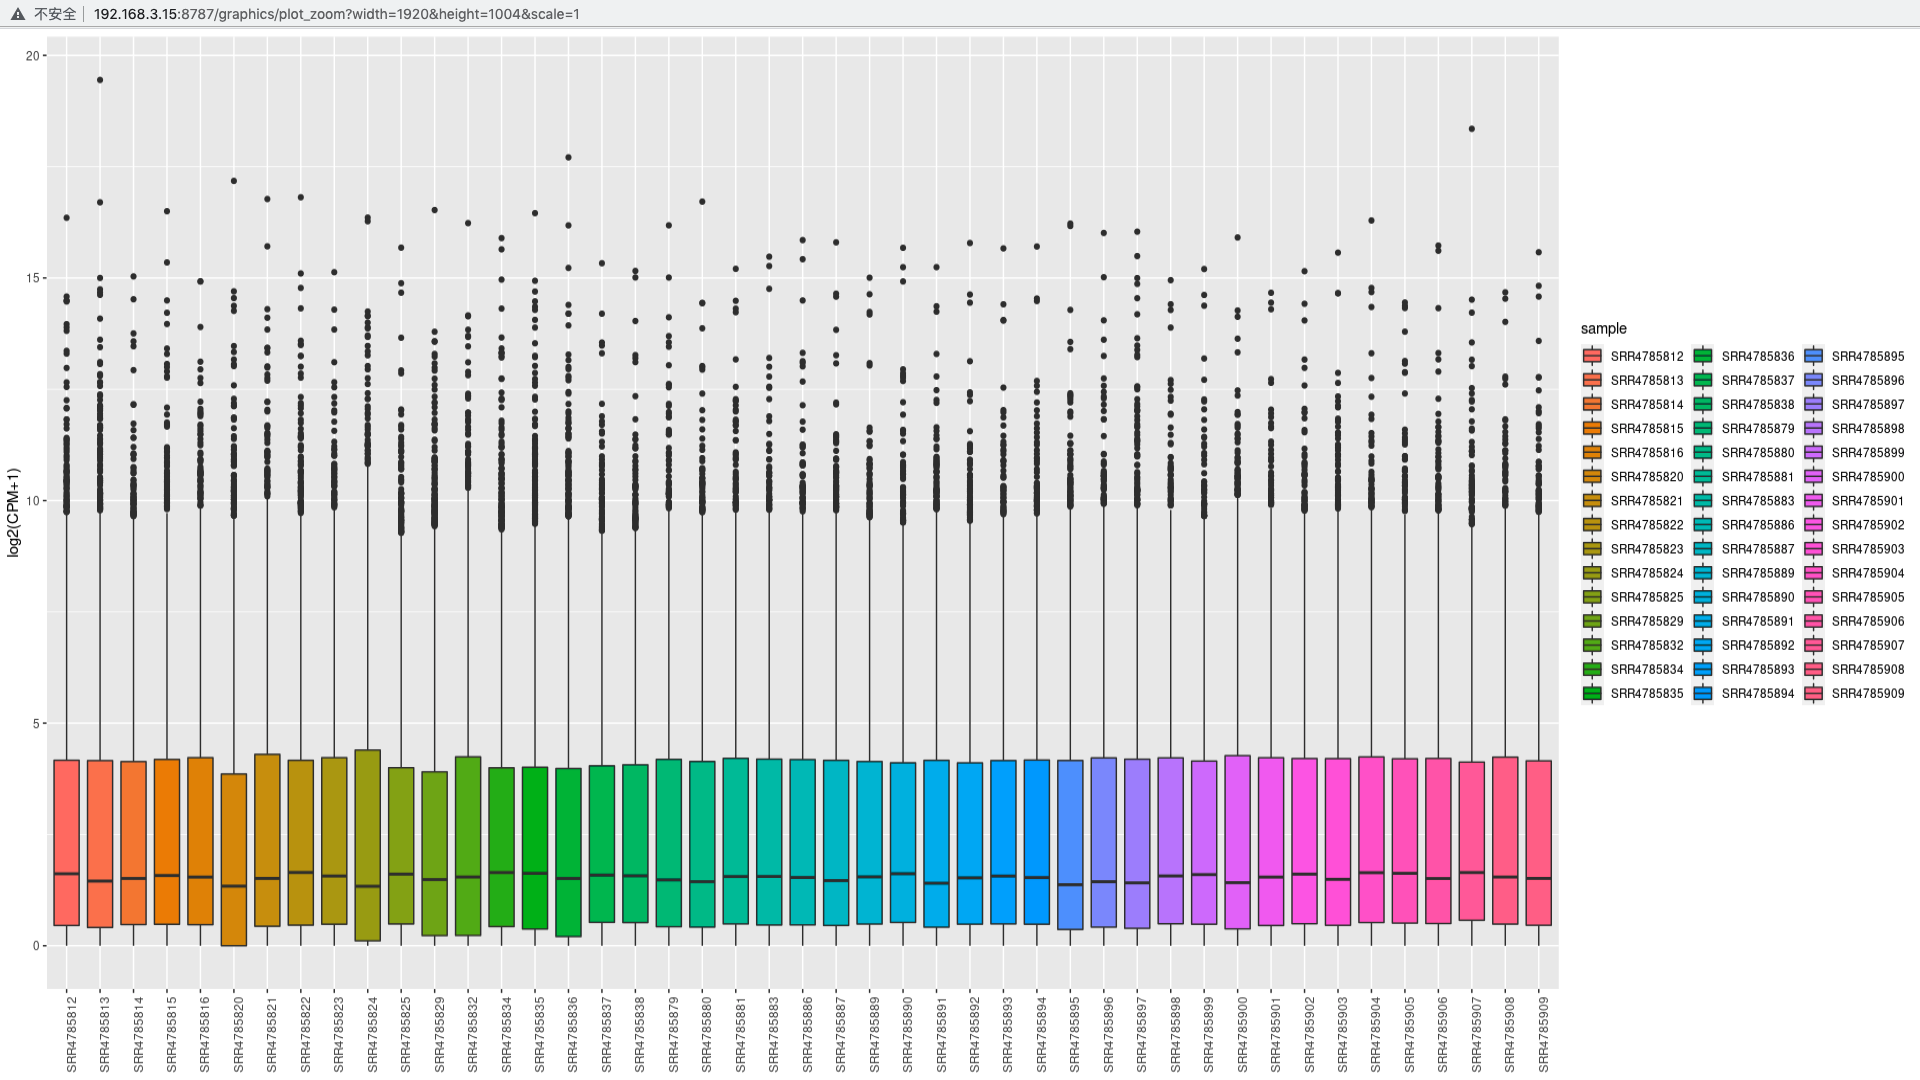 不安全 192.168.3.15:8787/graphics/plot_zoom?width=1920&height=1004&scale=1
log2(CPM+1)
20
15
10
5
0
SRR4785812
SRR4785813
SRR4785814
SRR4785815
SRR4785816
SRR4785820
SRR4785821
SRR4785822
SRR4785823
SRR4785824
SRR4785825
SRR4785829
SRR4785832
SRR4785834
SRR4785835
SRR4785836
SRR4785837
SRR4785838
SRR4785879
SRR4785880
SRR4785881
SRR4785883
SRR4785886
SRR4785887
SRR4785889
SRR4785890
SRR4785891
SRR4785892
SRR4785893
SRR4785894
SRR4785895
SRR4785896
SRR4785897
SRR4785898
SRR4785899
SRR4785900
SRR4785901
SRR4785902
SRR4785903
SRR4785904
SRR4785905
SRR4785906
SRR4785907
SRR4785908
SRR4785909
sample
SRR4785812
SRR4785813
SRR4785814
SRR4785815
SRR4785816
SRR4785820
SRR4785821
SRR4785822
SRR4785823
SRR4785824
SRR4785825
SRR4785829
SRR4785832
SRR4785834
SRR4785835
SRR4785836
SRR4785837
SRR4785838
SRR4785879
SRR4785880
SRR4785881
SRR4785883
SRR4785886
SRR4785887
SRR4785889
SRR4785890
SRR4785891
SRR4785892
SRR4785893
SRR4785894
SRR4785895
SRR4785896
SRR4785897
SRR4785898
SRR4785899
SRR4785900
SRR4785901
SRR4785902
SRR4785903
SRR4785904
SRR4785905
SRR4785906
SRR4785907
SRR4785908
SRR4785909